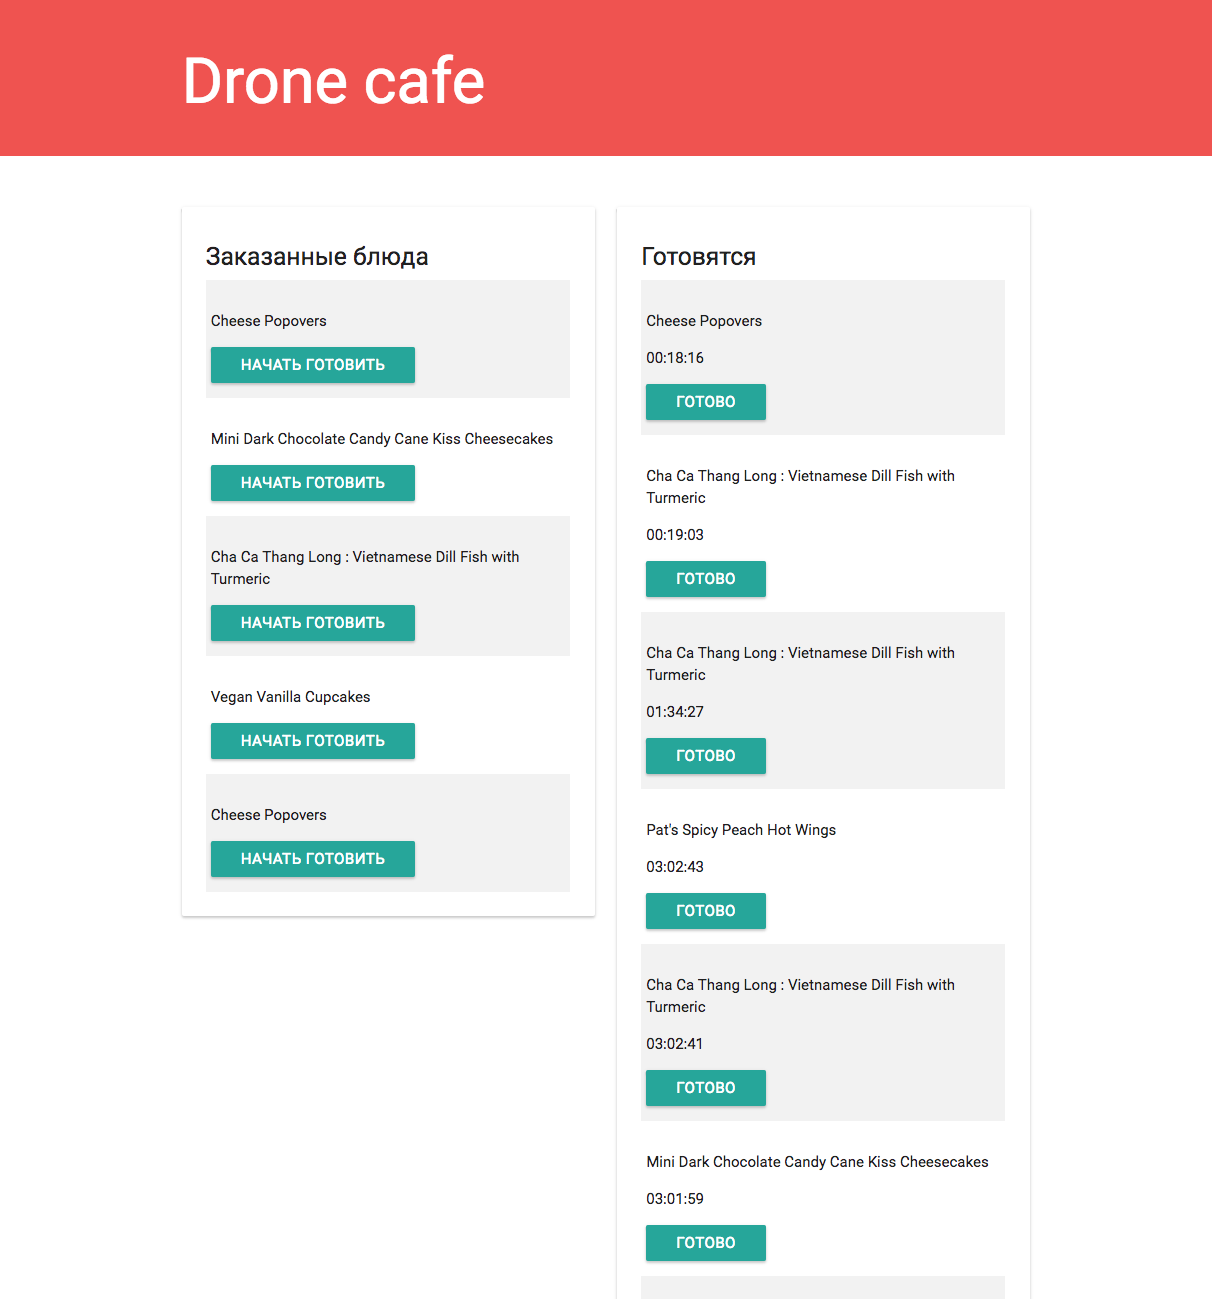 Drone cafe
Заказанные блюда
Cheese Popovers
НАЧАТЬ ГОТОВИТЬ
Mini Dark Chocolate Candy Cane Kiss Cheesecakes
НАЧАТЬ ГОТОВИТЬ
Cha Ca Thang Long : Vietnamese Dill Fish with
Turmeric
НАЧАТЬ ГОТОВИТЬ
Vegan Vanilla Cupcakes
НАЧАТЬ ГОТОВИТЬ
Cheese Popovers
НАЧАТЬ ГОТОВИТЬ
Готовятся
Cheese Popovers
00:18:16
ГОТОВО
Cha Ca Thang Long : Vietnamese Dill Fish with
Turmeric
00:19:03
ГОТОВО
Cha Ca Thang Long : Vietnamese Dill Fish with
Turmeric
01:34:27
ГОТОВО
Pat's Spicy Peach Hot Wings
03:02:43
ГОТОВО
Cha Ca Thang Long : Vietnamese Dill Fish with
Turmeric
03:02:41
ГОТОВО
Mini Dark Chocolate Candy Cane Kiss Cheesecakes
03:01:59
ГОТОВО